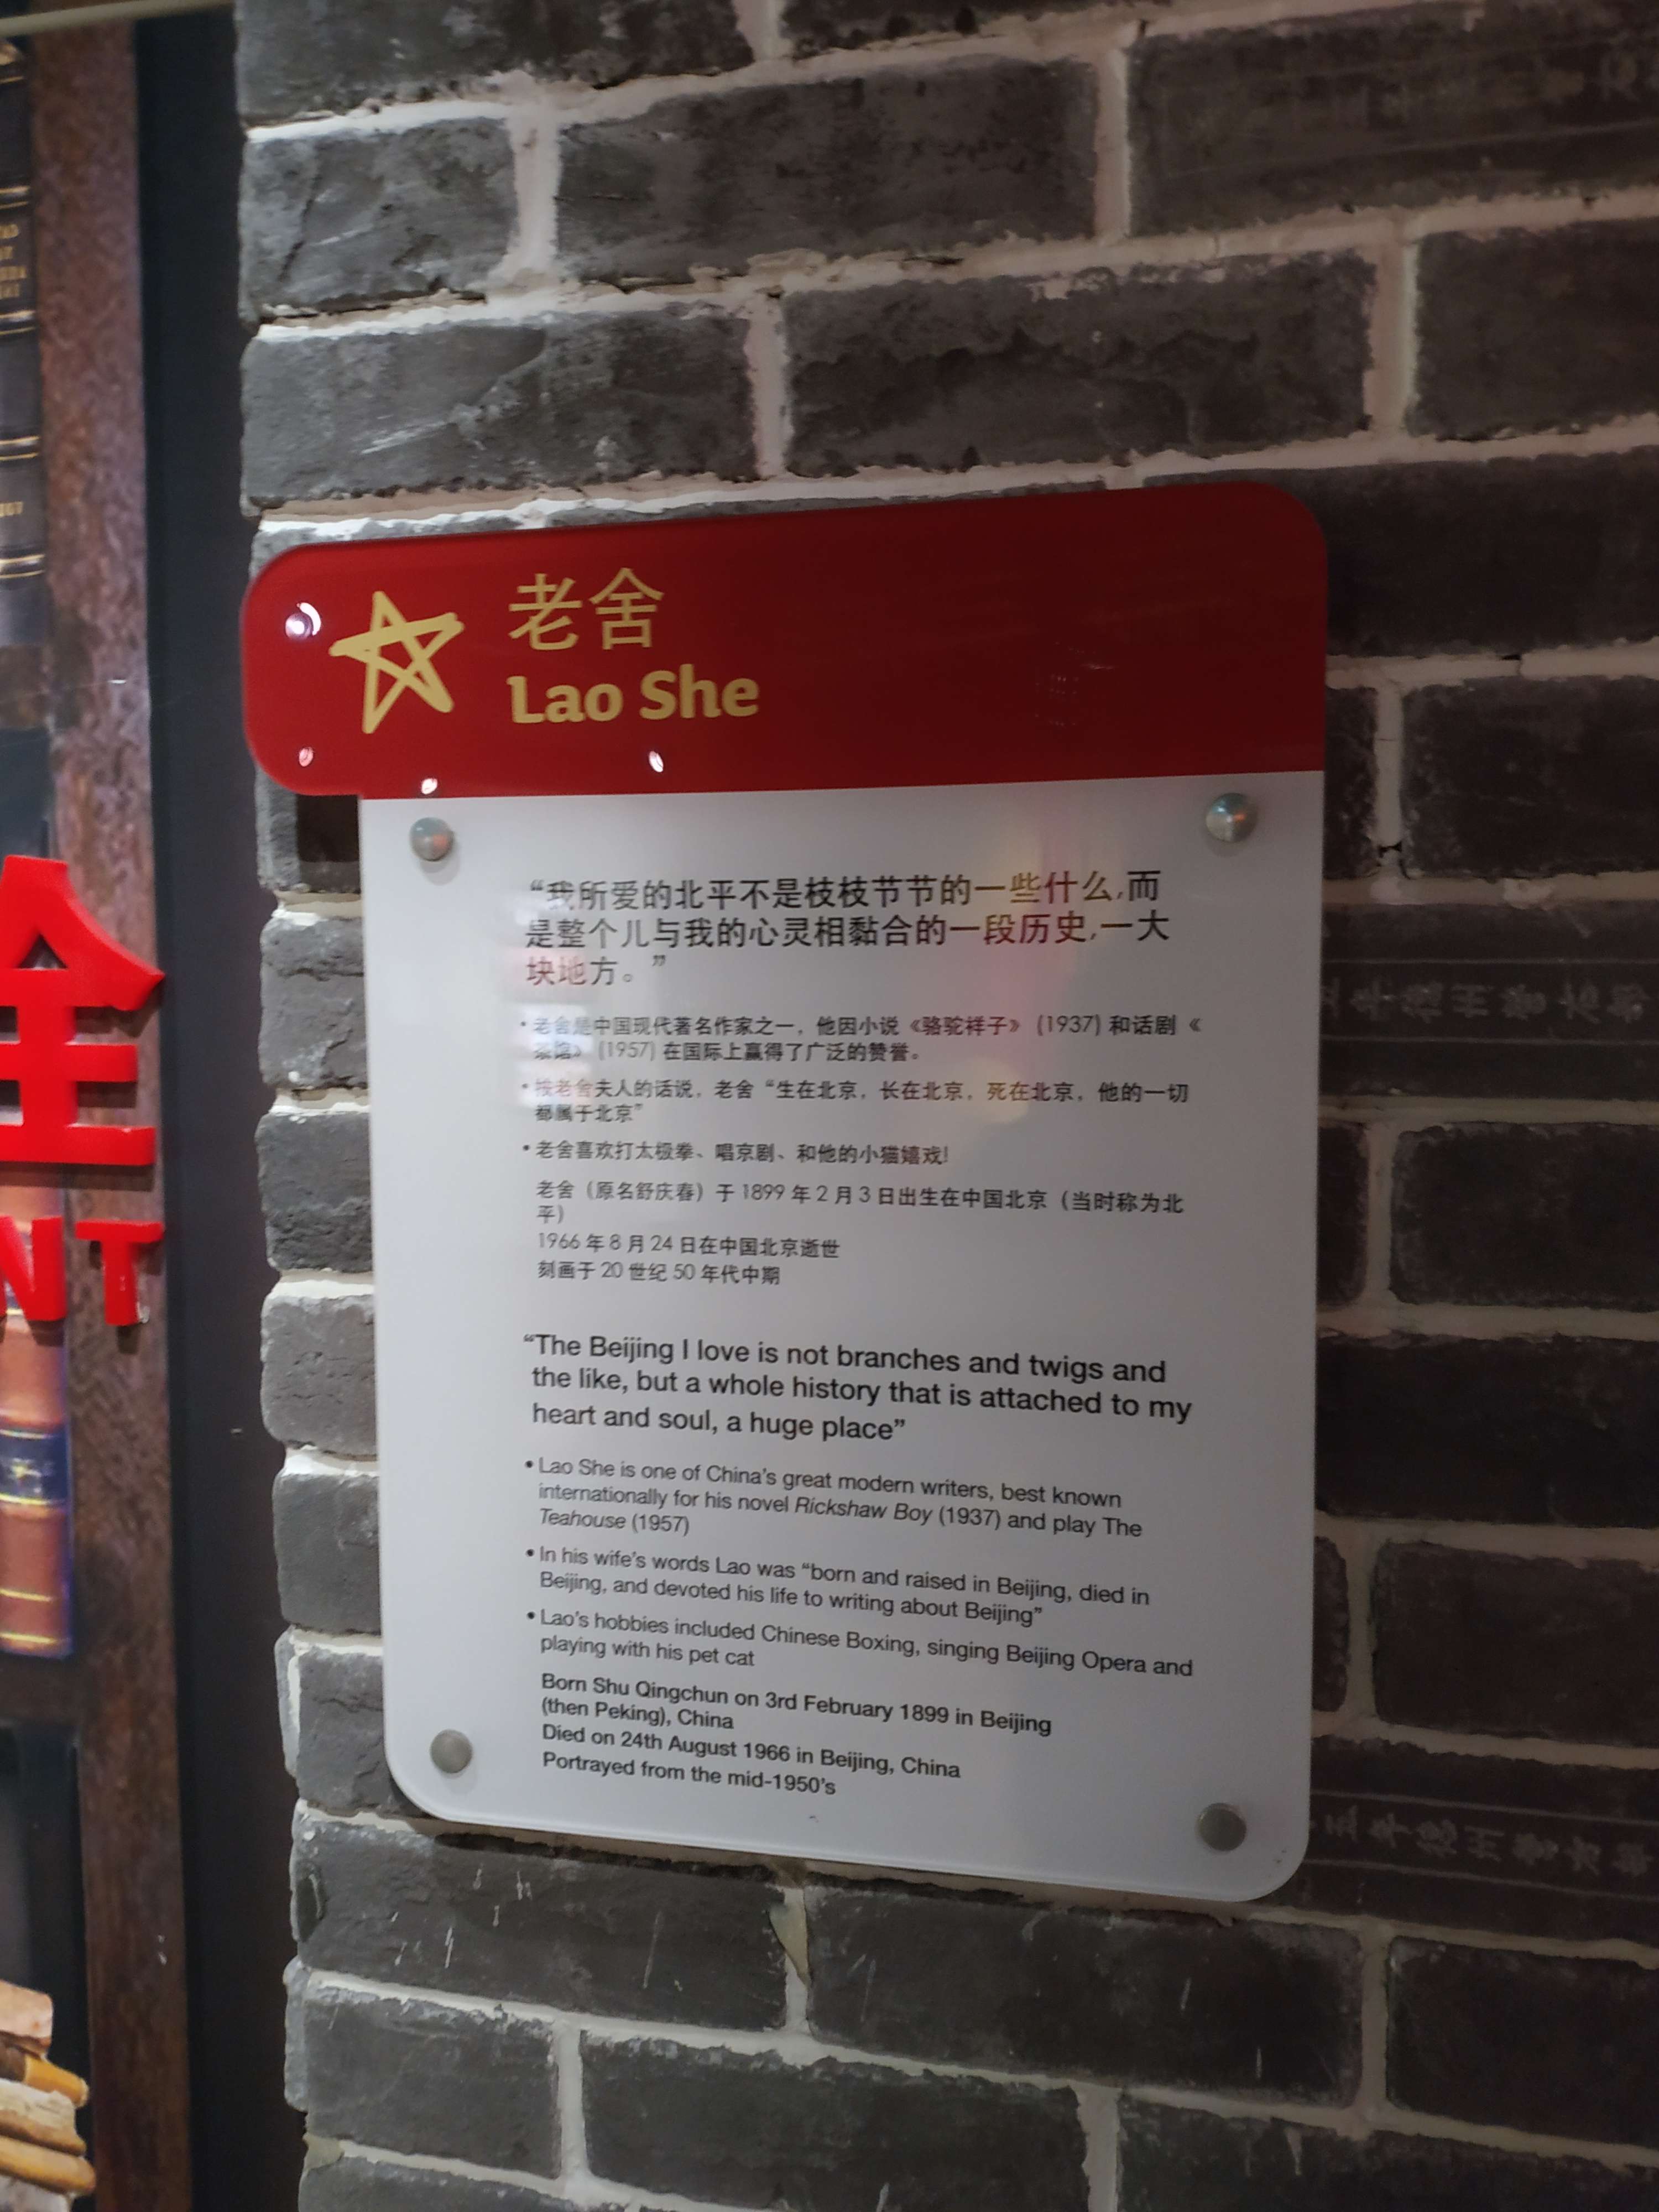 老舍
Lao She
“我所爱的北平不是枝枝节节的一些什么,而
是整个儿与我的心灵相黏合的一段历史,一大
块地方。”
• 老舍是中国现代著名作家之一，他因小说《骆驼祥子》 (1937) 和话剧《
茶馆》 (1957) 在国际上赢得了广泛的赞誉。
• 按老舍夫人的话说，老舍“生在北京，长在北京，死在北京，他的一切
都属于北京”
• 老舍喜欢打太极拳、唱京剧、和他的小猫嬉戏!
老舍（原名舒庆春）于 1899 年 2 月 3 日出生在中国北京（当时称为北
平）
1966 年 8 月 24 日在中国北京逝世
刻画于 20 世纪 50 年代中期
“The Beijing I love is not branches and twigs and
the like, but a whole history that is attached to my
heart and soul, a huge place”
• Lao She is one of China's great modern writers, best known
internationally for his novel Rickshaw Boy (1937) and play The
Teahouse (1957)
• In his wife's words Lao was “born and raised in Beijing, died in
Beijing, and devoted his life to writing about Beijing”
• Lao's hobbies included Chinese Boxing, singing Beijing Opera and
playing with his pet cat
Born Shu Qingchun on 3rd February 1899 in Beijing
(then Peking), China
Died on 24th August 1966 in Beijing, China
Portrayed from the mid-1950's
NT